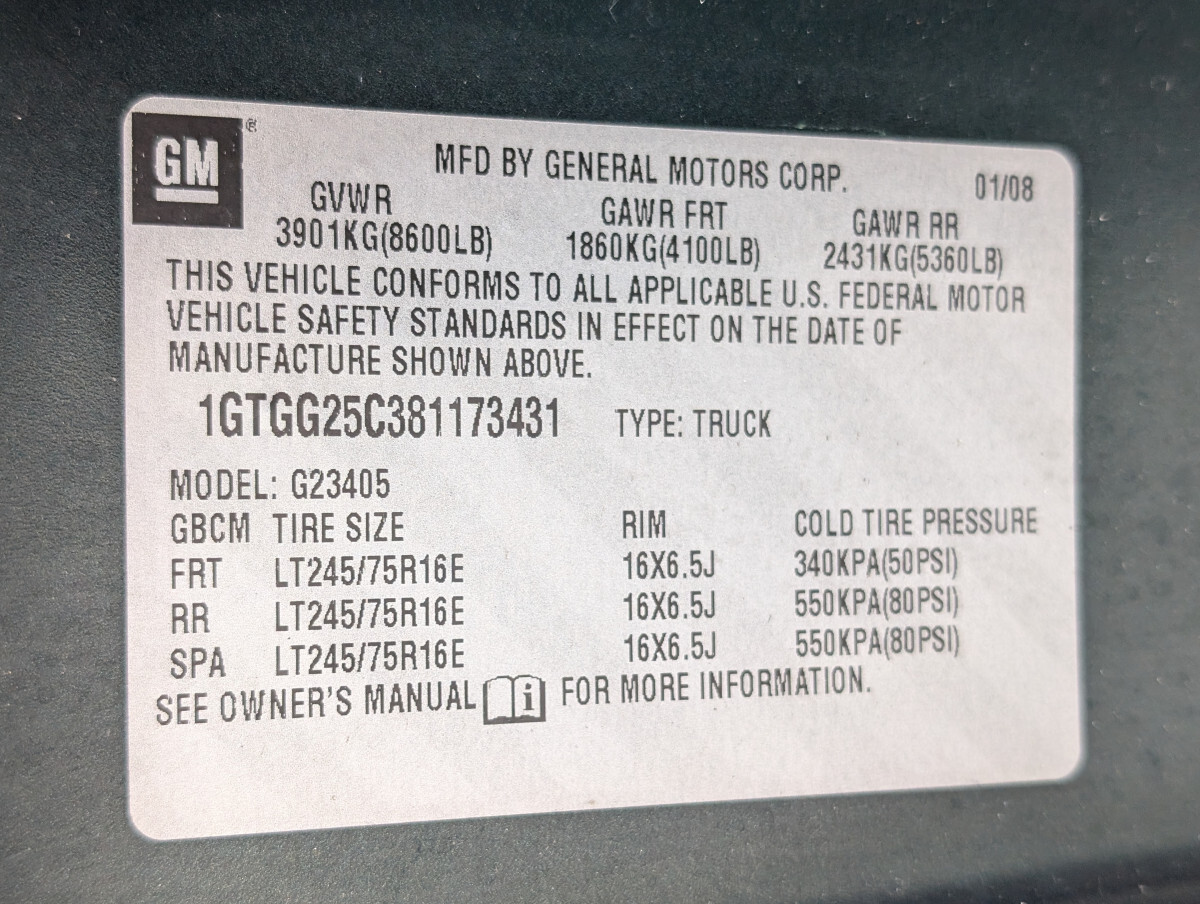 GM®
MFD BY GENERAL MOTORS CORP. 01/08
GVWR GAWR FRT GAWR RR
3901KG(8600LB) 1860KG(4100LB) 2431KG(5360LB)
THIS VEHICLE CONFORMS TO ALL APPLICABLE U.S. FEDERAL MOTOR
VEHICLE SAFETY STANDARDS IN EFFECT ON THE DATE OF
MANUFACTURE SHOWN ABOVE.
1GTGG25C381173431 TYPE: TRUCK
MODEL: G23405
GBCM TIRE SIZE RIM COLD TIRE PRESSURE
FRT LT245/75R16E 16X6.5J 340KPA(50PSI)
RR LT245/75R16E 16X6.5J 550KPA(80PSI)
SPA LT245/75R16E 16X6.5J 550KPA(80PSI)
SEE OWNER'S MANUAL i FOR MORE INFORMATION.